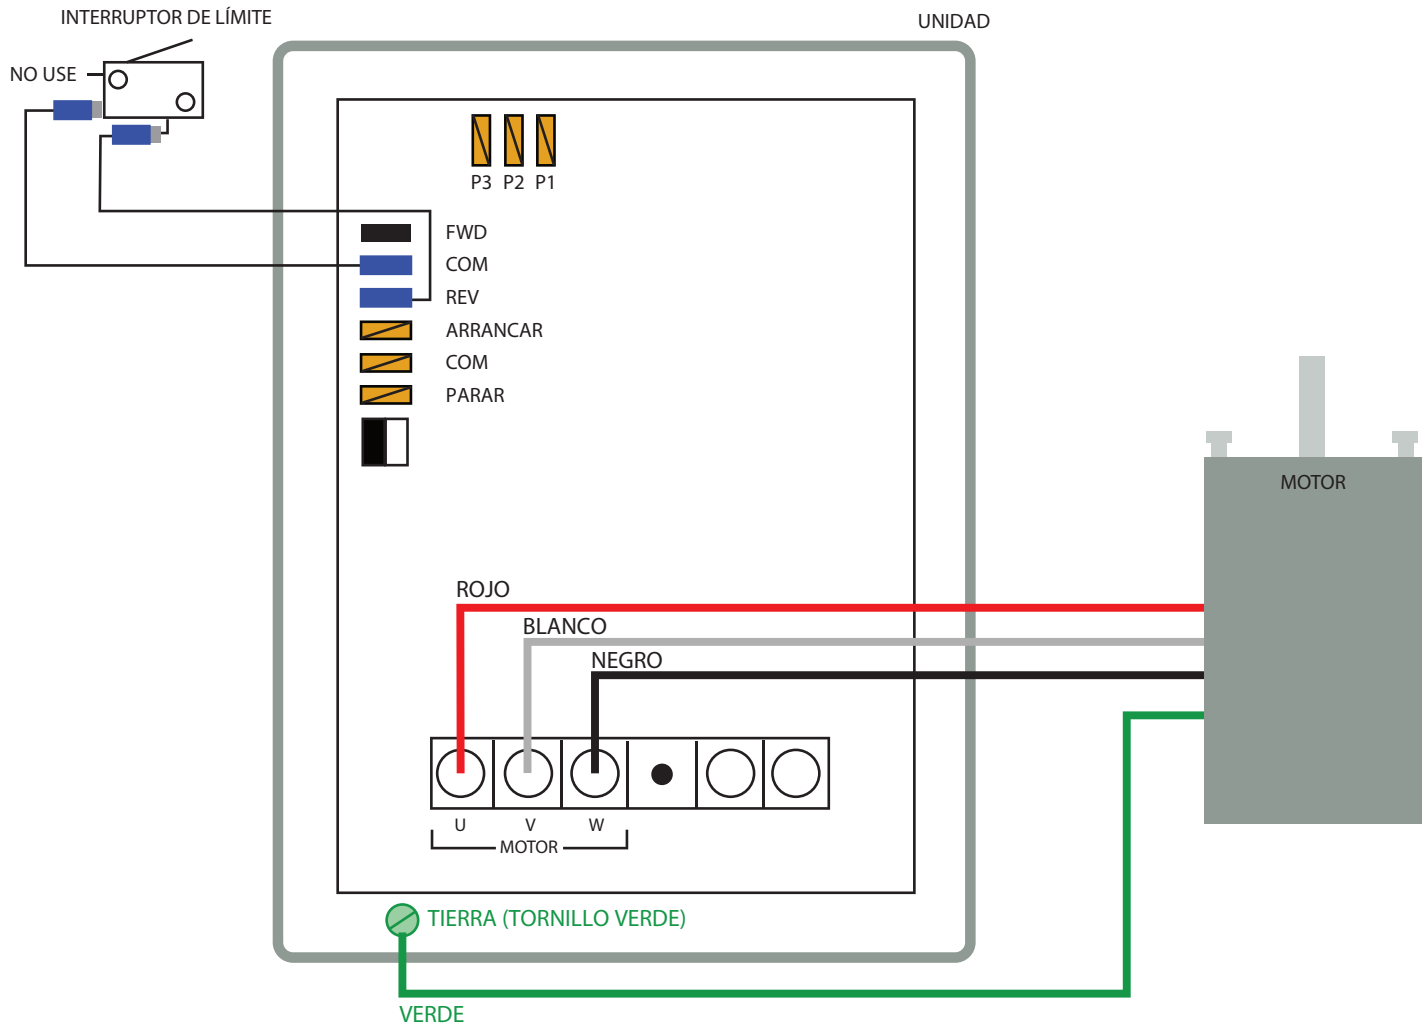 INTERRUPTOR DE LÍMITE
UNIDAD
NO USE
P3 P2 P1
FWD
COM
REV
ARRANCAR
COM
PARAR
MOTOR
ROJO
BLANCO
NEGRO
U V W
MOTOR
TIERRA (TORNILLO VERDE)
VERDE